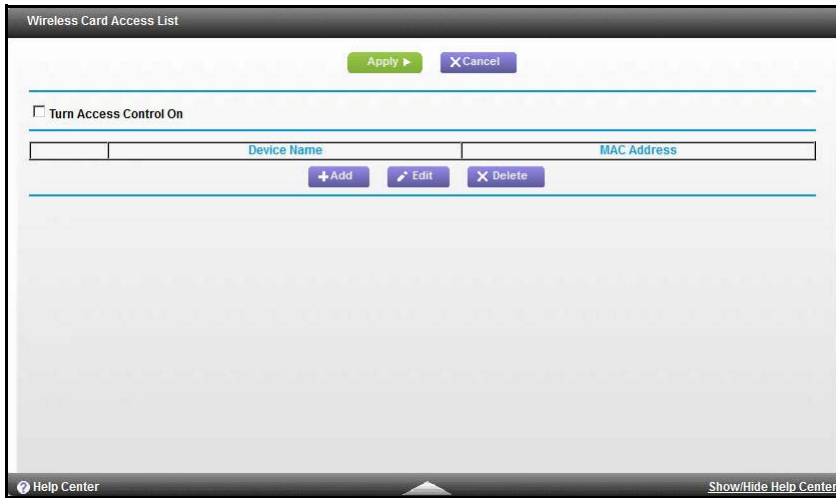 Wireless Card Access List
Apply
Cancel
Turn Access Control On
Device Name MAC Address
Add Edit Delete
Help Center Show/Hide Help Center